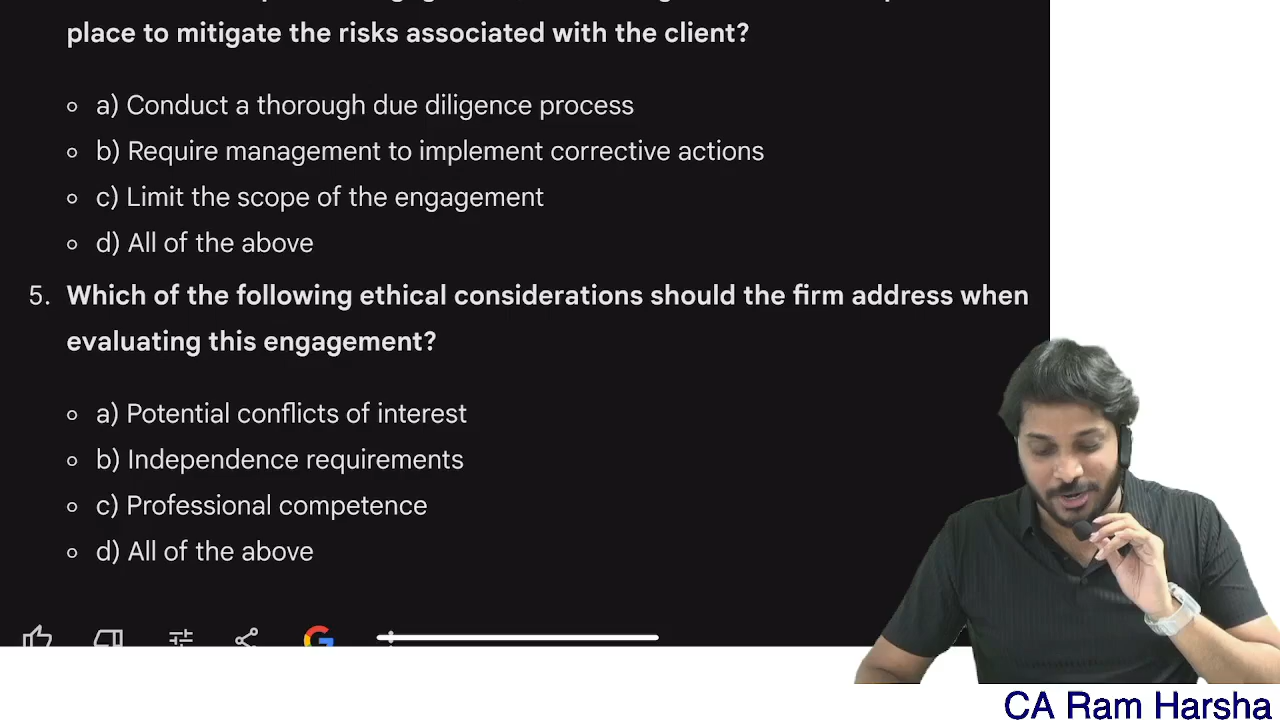 place to mitigate the risks associated with the client?
a) Conduct a thorough due diligence process
b) Require management to implement corrective actions
c) Limit the scope of the engagement
d) All of the above
5. Which of the following ethical considerations should the firm address when
evaluating this engagement?
a) Potential conflicts of interest
b) Independence requirements
c) Professional competence
d) All of the above
CA Ram Harsha